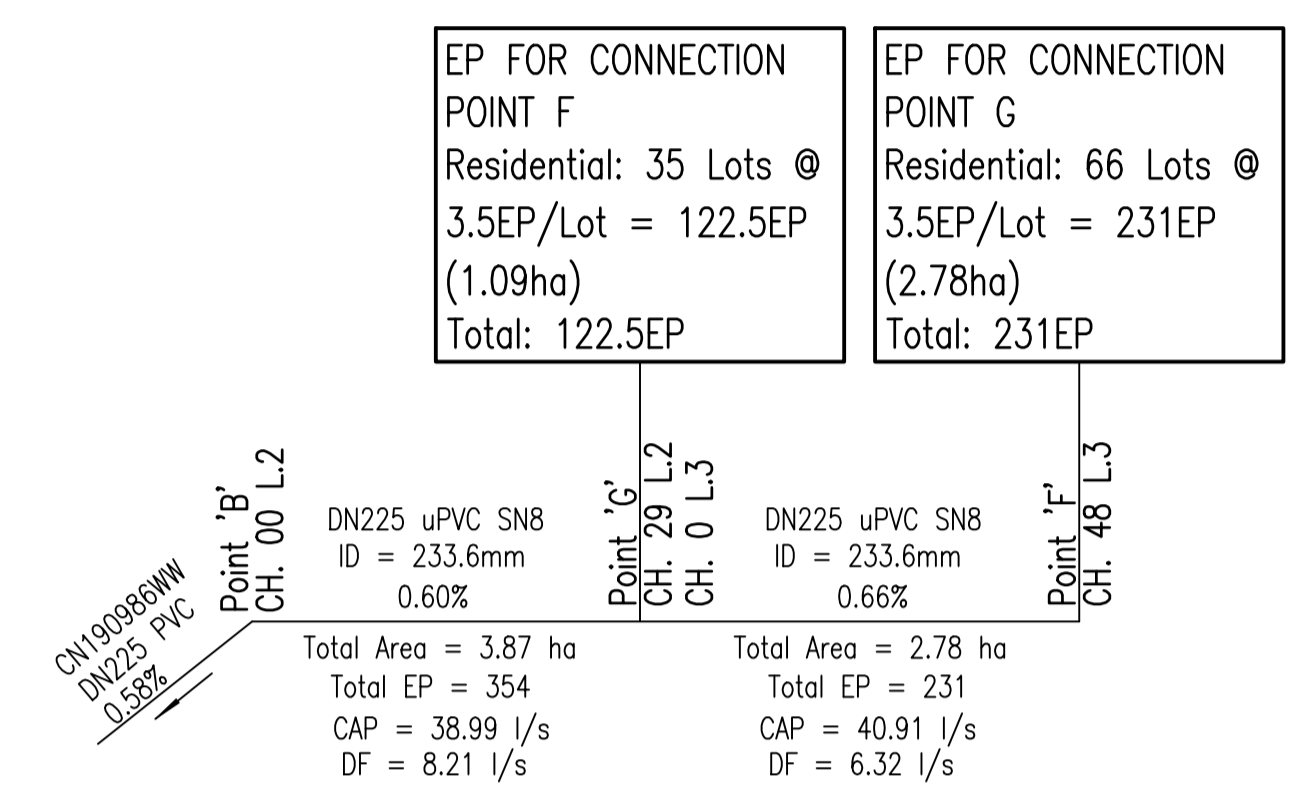 EP FOR CONNECTION
POINT F
Residential: 35 Lots @
3.5EP/Lot = 122.5EP
(1.09ha)
Total: 122.5EP
EP FOR CONNECTION
POINT G
Residential: 66 Lots @
3.5EP/Lot = 231EP
(2.78ha)
Total: 231EP
CN190986WW
DN225 PVC
0.58%
Point 'B'
CH. 00 L.2
DN225 uPVC SN8
ID = 233.6mm
0.60%
Total Area = 3.87 ha
Total EP = 354
CAP = 38.99 l/s
DF = 8.21 l/s
Point 'G'
CH. 29 L.2
CH. 0 L.3
DN225 uPVC SN8
ID = 233.6mm
0.66%
Total Area = 2.78 ha
Total EP = 231
CAP = 40.91 l/s
DF = 6.32 l/s
Point 'F'
CH. 48 L.3